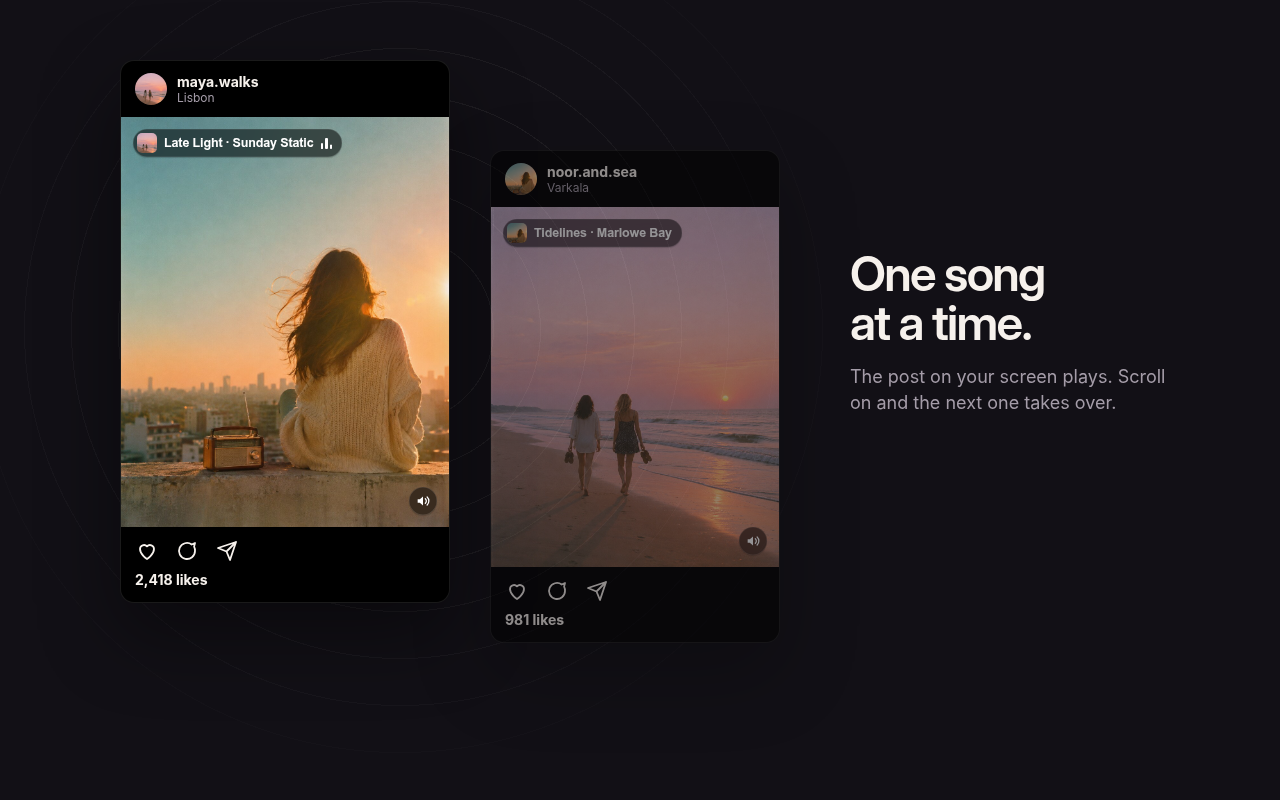 maya.walks
Lisbon
Late Light · Sunday Static
2,418 likes
noor.and.sea
Varkala
Tidelines · Marlowe Bay
981 likes
One song
at a time.
The post on your screen plays. Scroll
on and the next one takes over.